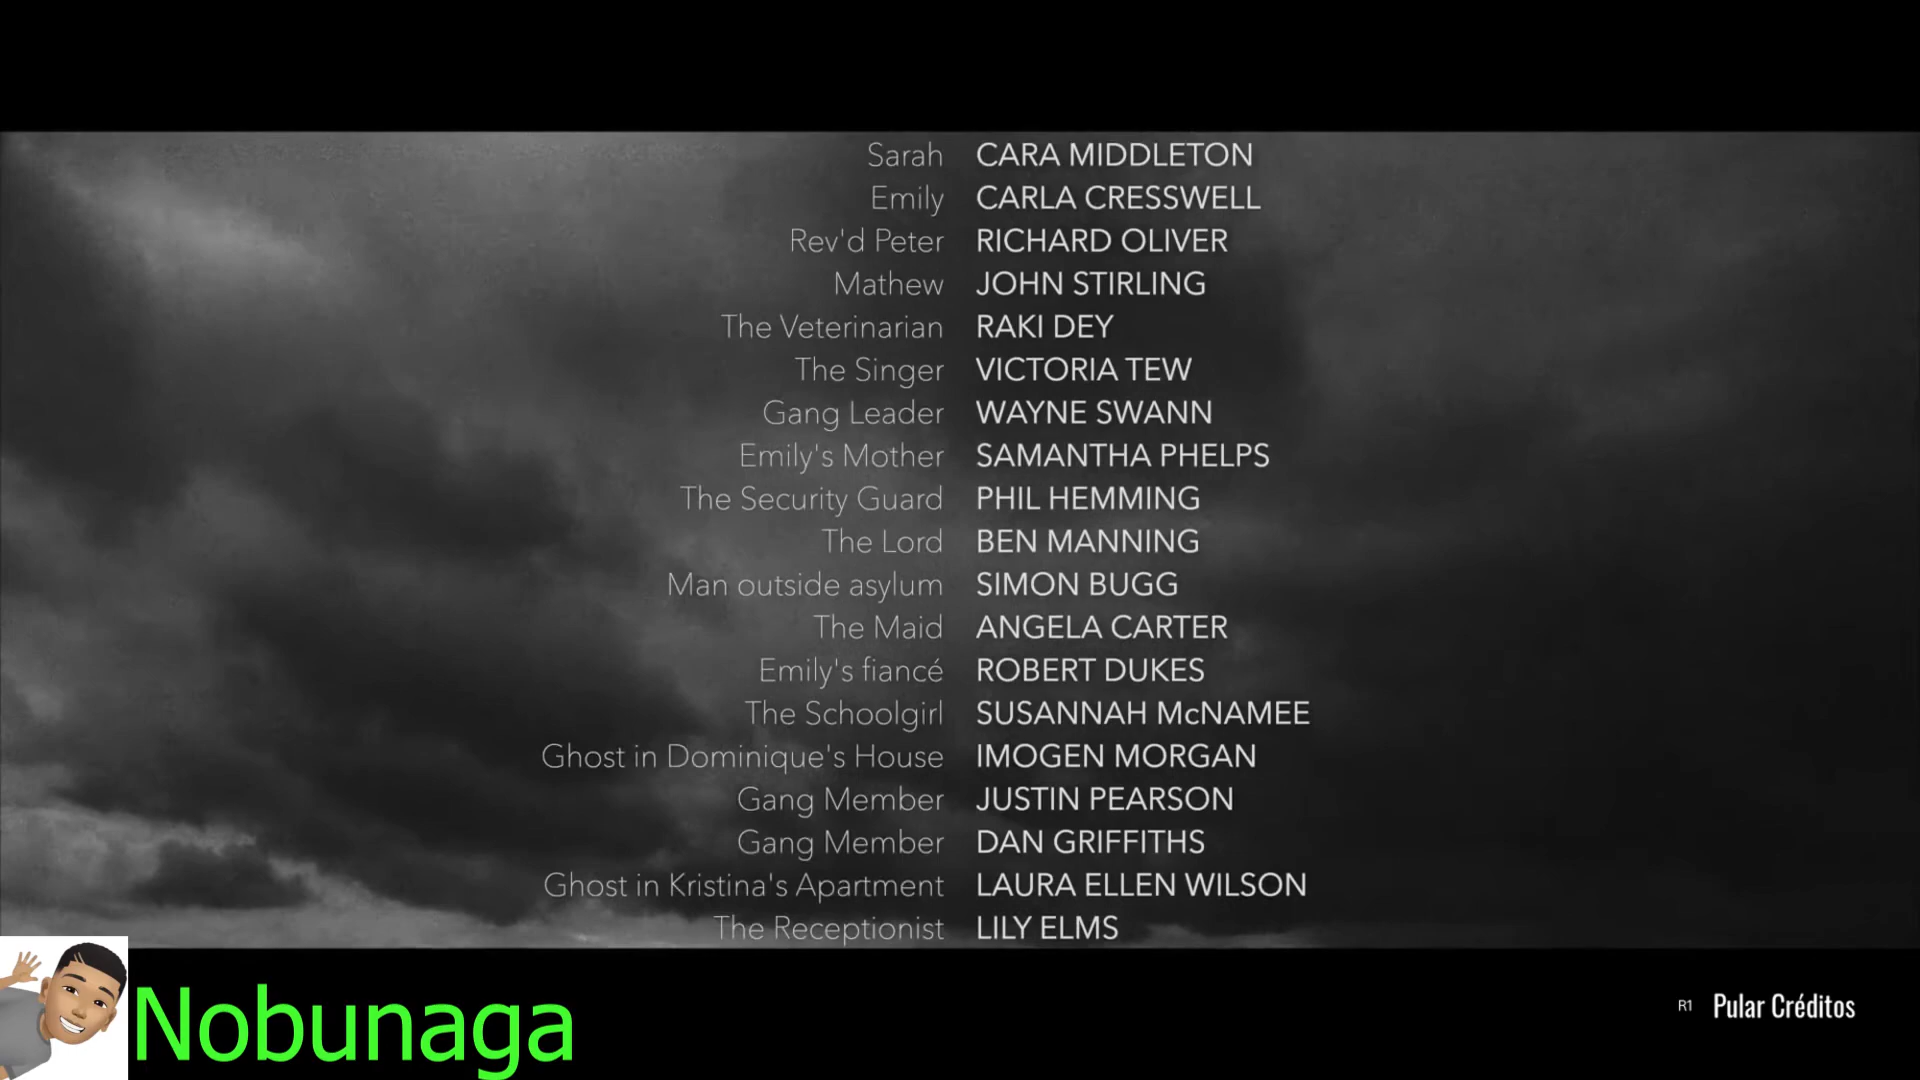 Sarah CARA MIDDLETON
Emily CARLA CRESSWELL
Rev'd Peter RICHARD OLIVER
Mathew JOHN STIRLING
The Veterinarian RAKI DEY
The Singer VICTORIA TEW
Gang Leader WAYNE SWANN
Emily's Mother SAMANTHA PHELPS
The Security Guard PHIL HEMMING
The Lord BEN MANNING
Man outside asylum SIMON BUGG
The Maid ANGELA CARTER
Emily's fiancé ROBERT DUKES
The Schoolgirl SUSANNAH McNAMEE
Ghost in Dominique's House IMOGEN MORGAN
Gang Member JUSTIN PEARSON
Gang Member DAN GRIFFITHS
Ghost in Kristina's Apartment LAURA ELLEN WILSON
The Receptionist LILY ELMS
Nobunaga
R1 Pular Créditos